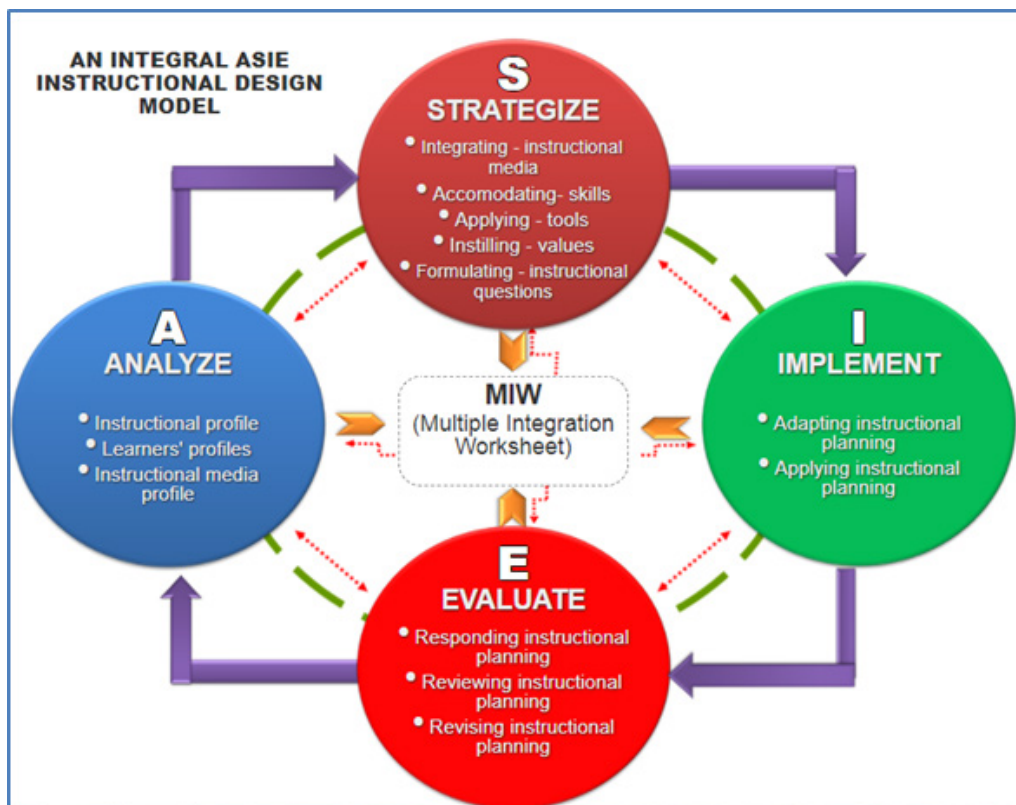 AN INTEGRAL ASIE
INSTRUCTIONAL DESIGN
MODEL
S
STRATEGIZE
• Integrating - instructional
media
• Accomodating- skills
• Applying - tools
• Instilling - values
• Formulating - instructional
questions
A
ANALYZE
• Instructional profile
• Learners' profiles
• Instructional media
profile
MIW
(Multiple Integration
Worksheet)
I
IMPLEMENT
• Adapting instructional
planning
• Applying instructional
planning
E
EVALUATE
• Responding instructional
planning
• Reviewing instructional
planning
• Revising instructional
planning